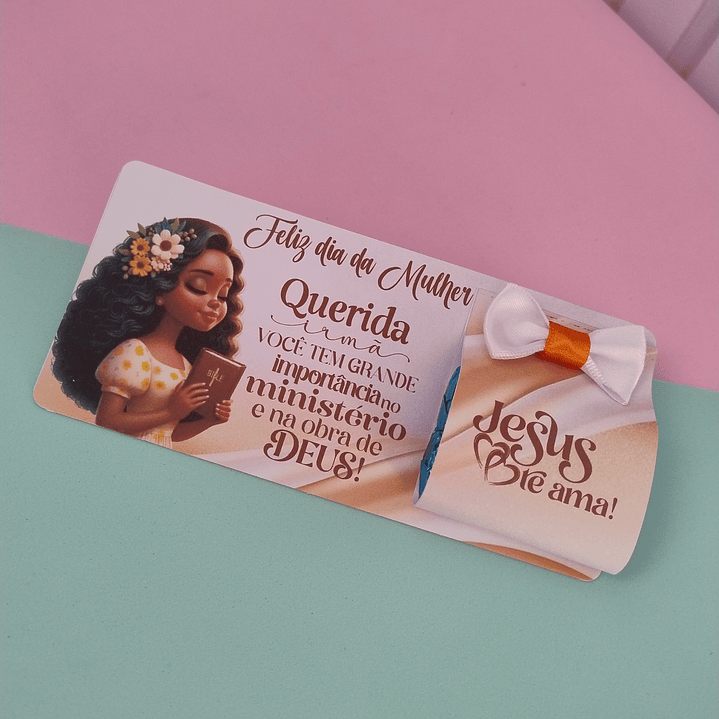 Feliz dia da Mulher
Querida
irmã
VOCÊ TEM GRANDE
importância no
ministério
e na obra de
DEUS!
BIBLE
Jesus
te ama!